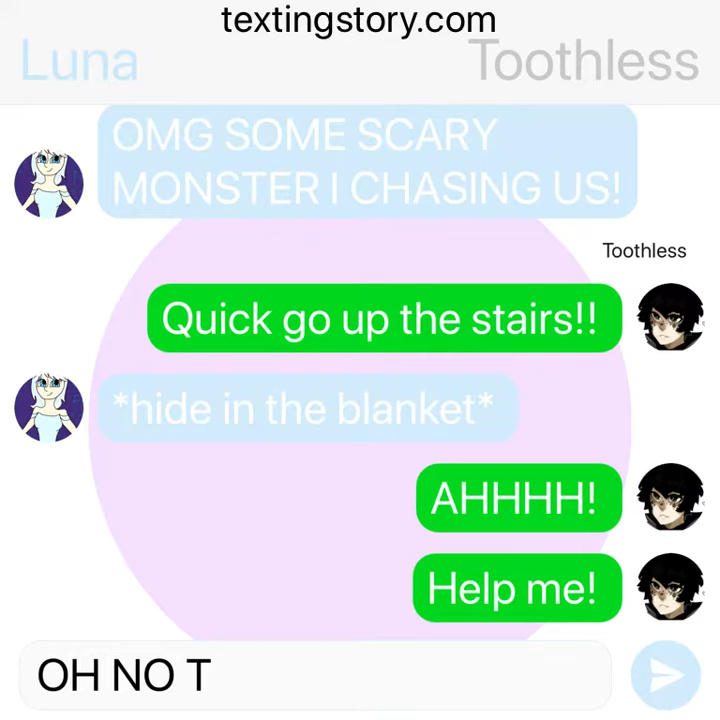 textingstory.com
Luna Toothless
OMG SOME SCARY
MONSTER I CHASING US!
Toothless
Quick go up the stairs!!
*hide in the blanket*
AHHHH!
Help me!
OH NO T